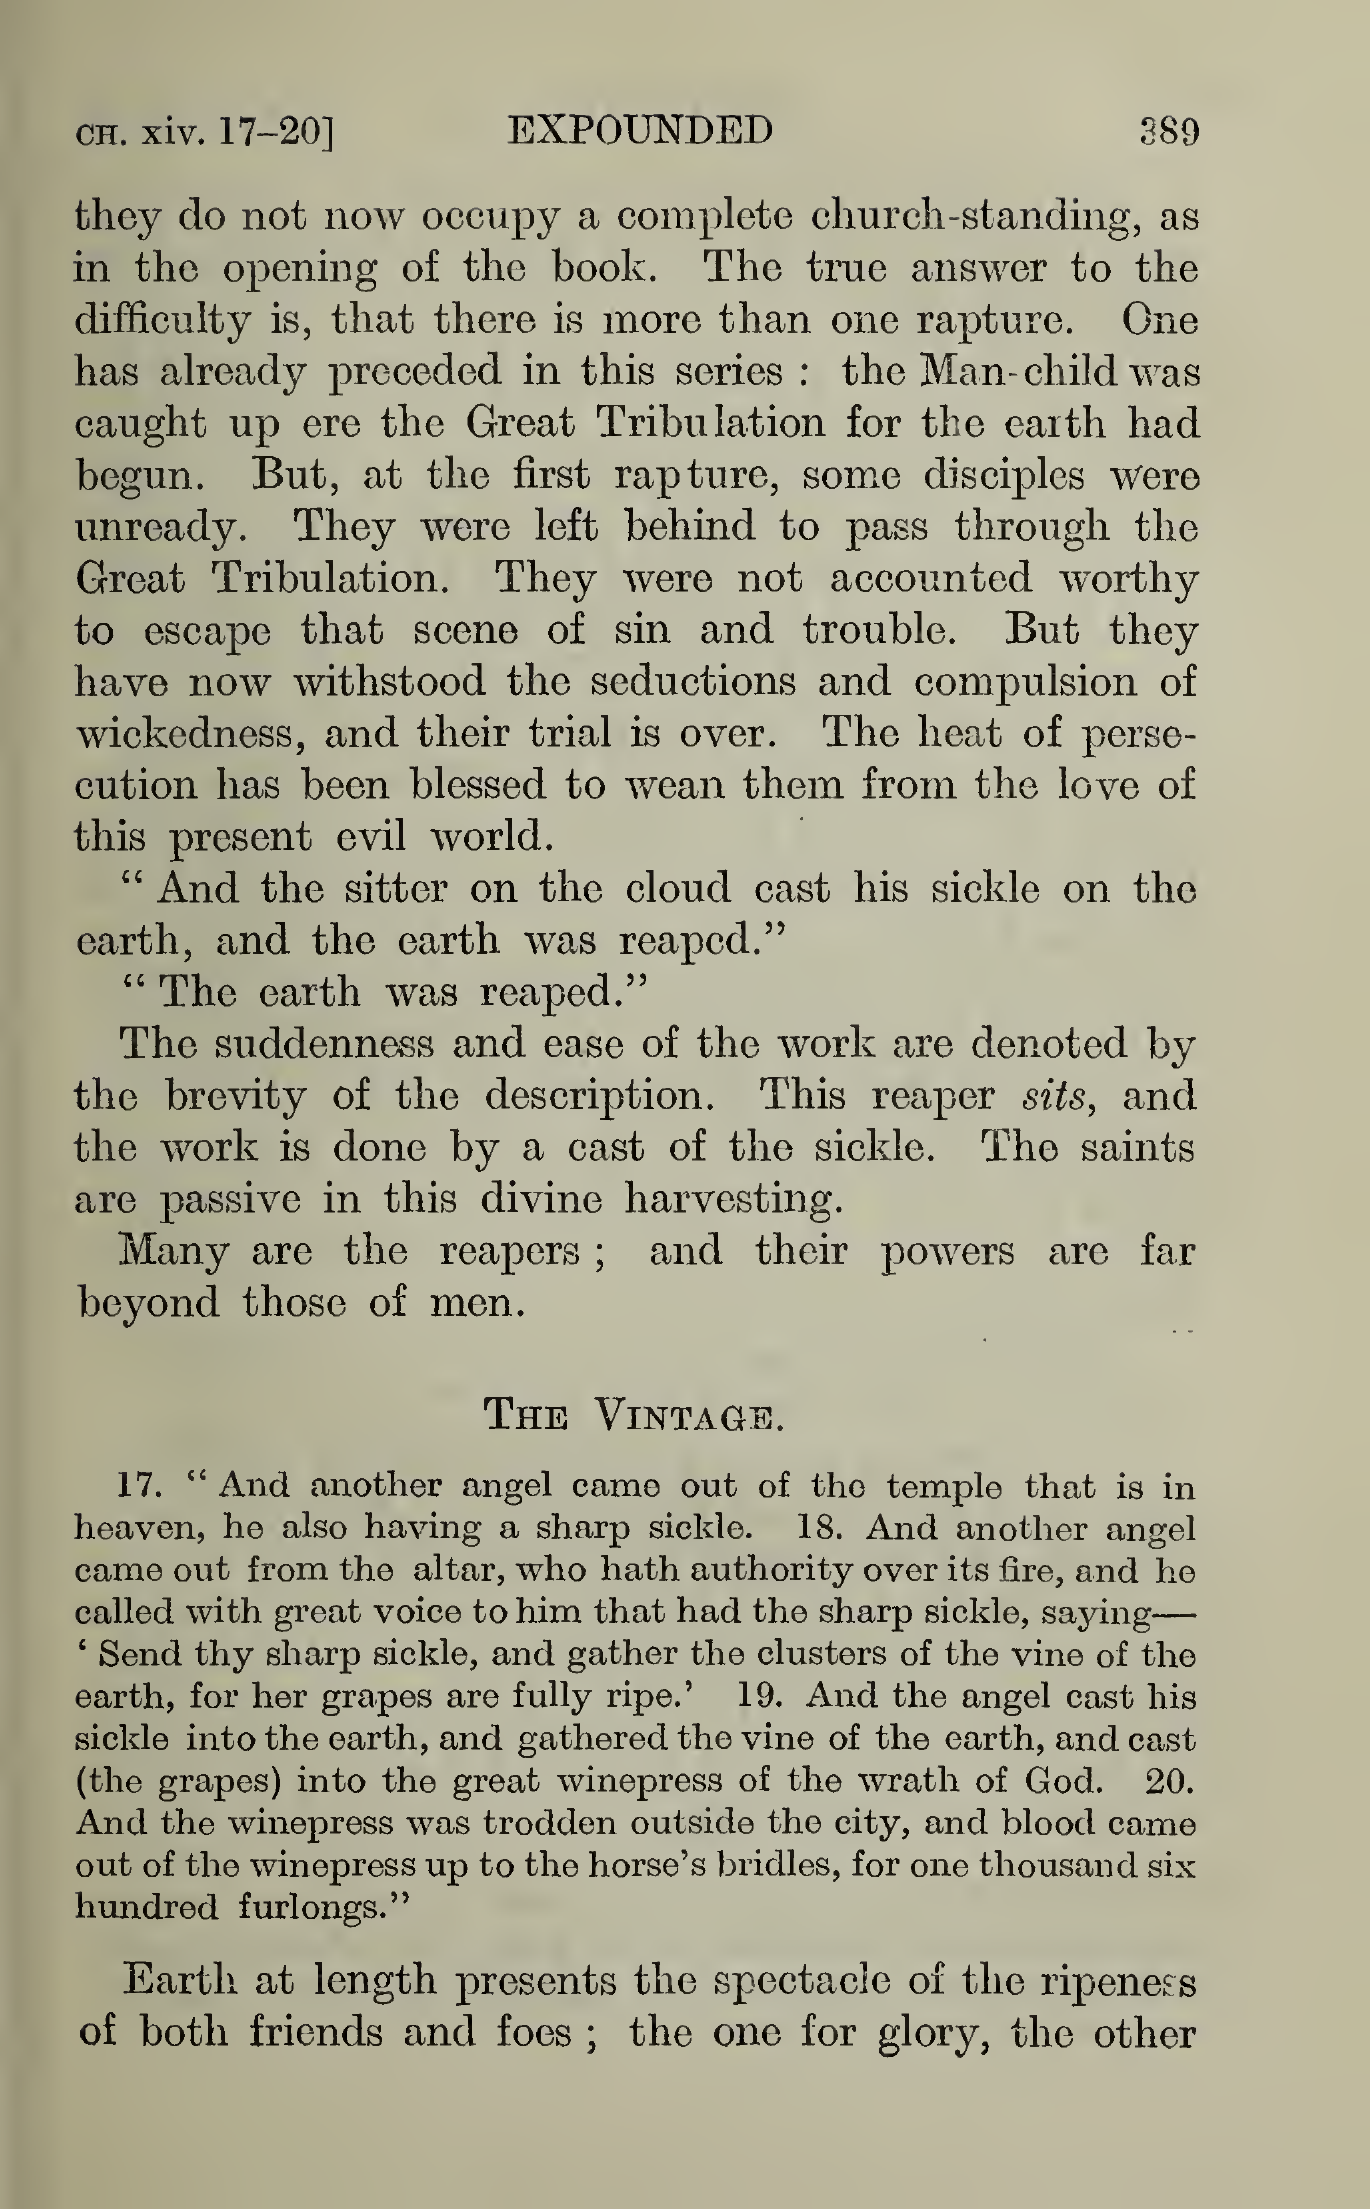 CH. xiv. 17–20] EXPOUNDED 389
they do not now occupy a complete church-standing, as
in the opening of the book. The true answer to the
difficulty is, that there is more than one rapture. One
has already preceded in this series : the Man-child was
caught up ere the Great Tribulation for the earth had
begun. But, at the first rapture, some disciples were
unready. They were left behind to pass through the
Great Tribulation. They were not accounted worthy
to escape that scene of sin and trouble. But they
have now withstood the seductions and compulsion of
wickedness, and their trial is over. The heat of perse-
cution has been blessed to wean them from the love of
this present evil world.
“ And the sitter on the cloud cast his sickle on the
earth, and the earth was reaped.”
“ The earth was reaped.”
The suddenness and ease of the work are denoted by
the brevity of the description. This reaper sits, and
the work is done by a cast of the sickle. The saints
are passive in this divine harvesting.
Many are the reapers ; and their powers are far
beyond those of men.
THE VINTAGE.
17. “ And another angel came out of the temple that is in
heaven, he also having a sharp sickle. 18. And another angel
came out from the altar, who hath authority over its fire, and he
called with great voice to him that had the sharp sickle, saying—
‘ Send thy sharp sickle, and gather the clusters of the vine of the
earth, for her grapes are fully ripe.’ 19. And the angel cast his
sickle into the earth, and gathered the vine of the earth, and cast
(the grapes) into the great winepress of the wrath of God. 20.
And the winepress was trodden outside the city, and blood came
out of the winepress up to the horse’s bridles, for one thousand six
hundred furlongs.”
Earth at length presents the spectacle of the ripeness
of both friends and foes ; the one for glory, the other